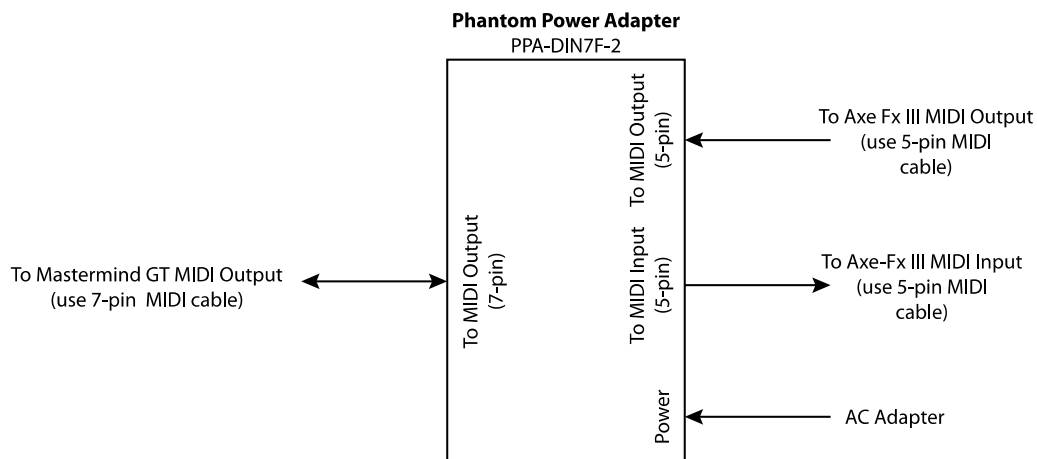 Phantom Power Adapter
PPA-DIN7F-2
To MIDI Output
(5-pin)
To Axe Fx III MIDI Output
(use 5-pin MIDI
cable)
To Mastermind GT MIDI Output
(use 7-pin MIDI cable)
To MIDI Output
(7-pin)
To MIDI Input
(5-pin)
To Axe-Fx III MIDI Input
(use 5-pin MIDI
cable)
Power
AC Adapter